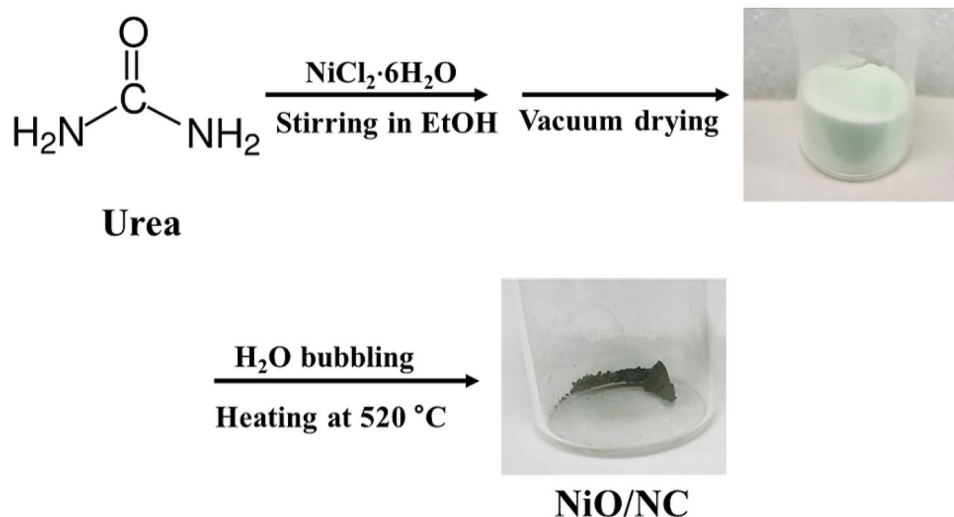 O
C
H₂N
NH₂
Urea
NiCl₂·6H₂O
Stirring in EtOH
Vacuum drying
H₂O bubbling
Heating at 520 °C
NiO/NC